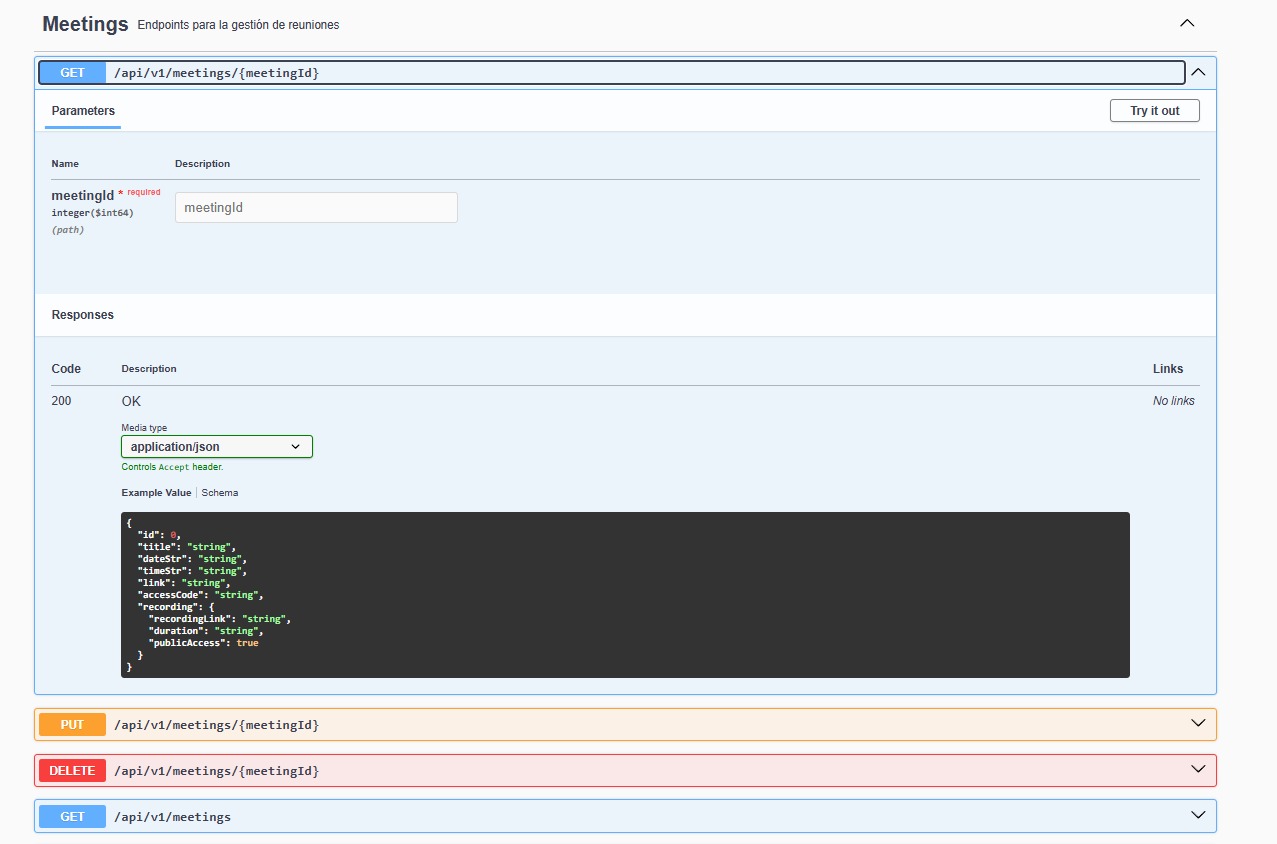 Meetings Endpoints para la gestión de reuniones
GET /api/v1/meetings/{meetingId}
Parameters Try it out
Name Description
meetingId * required meetingId
integer($int64)
(path)
Responses
Code Description Links
200 OK No links
Media type
application/json
Controls Accept header.
Example Value Schema
{
  "id": 0,
  "title": "string",
  "dateStr": "string",
  "timeStr": "string",
  "link": "string",
  "accessCode": "string",
  "recording": {
    "recordingLink": "string",
    "duration": "string",
    "publicAccess": true
  }
}
PUT /api/v1/meetings/{meetingId}
DELETE /api/v1/meetings/{meetingId}
GET /api/v1/meetings